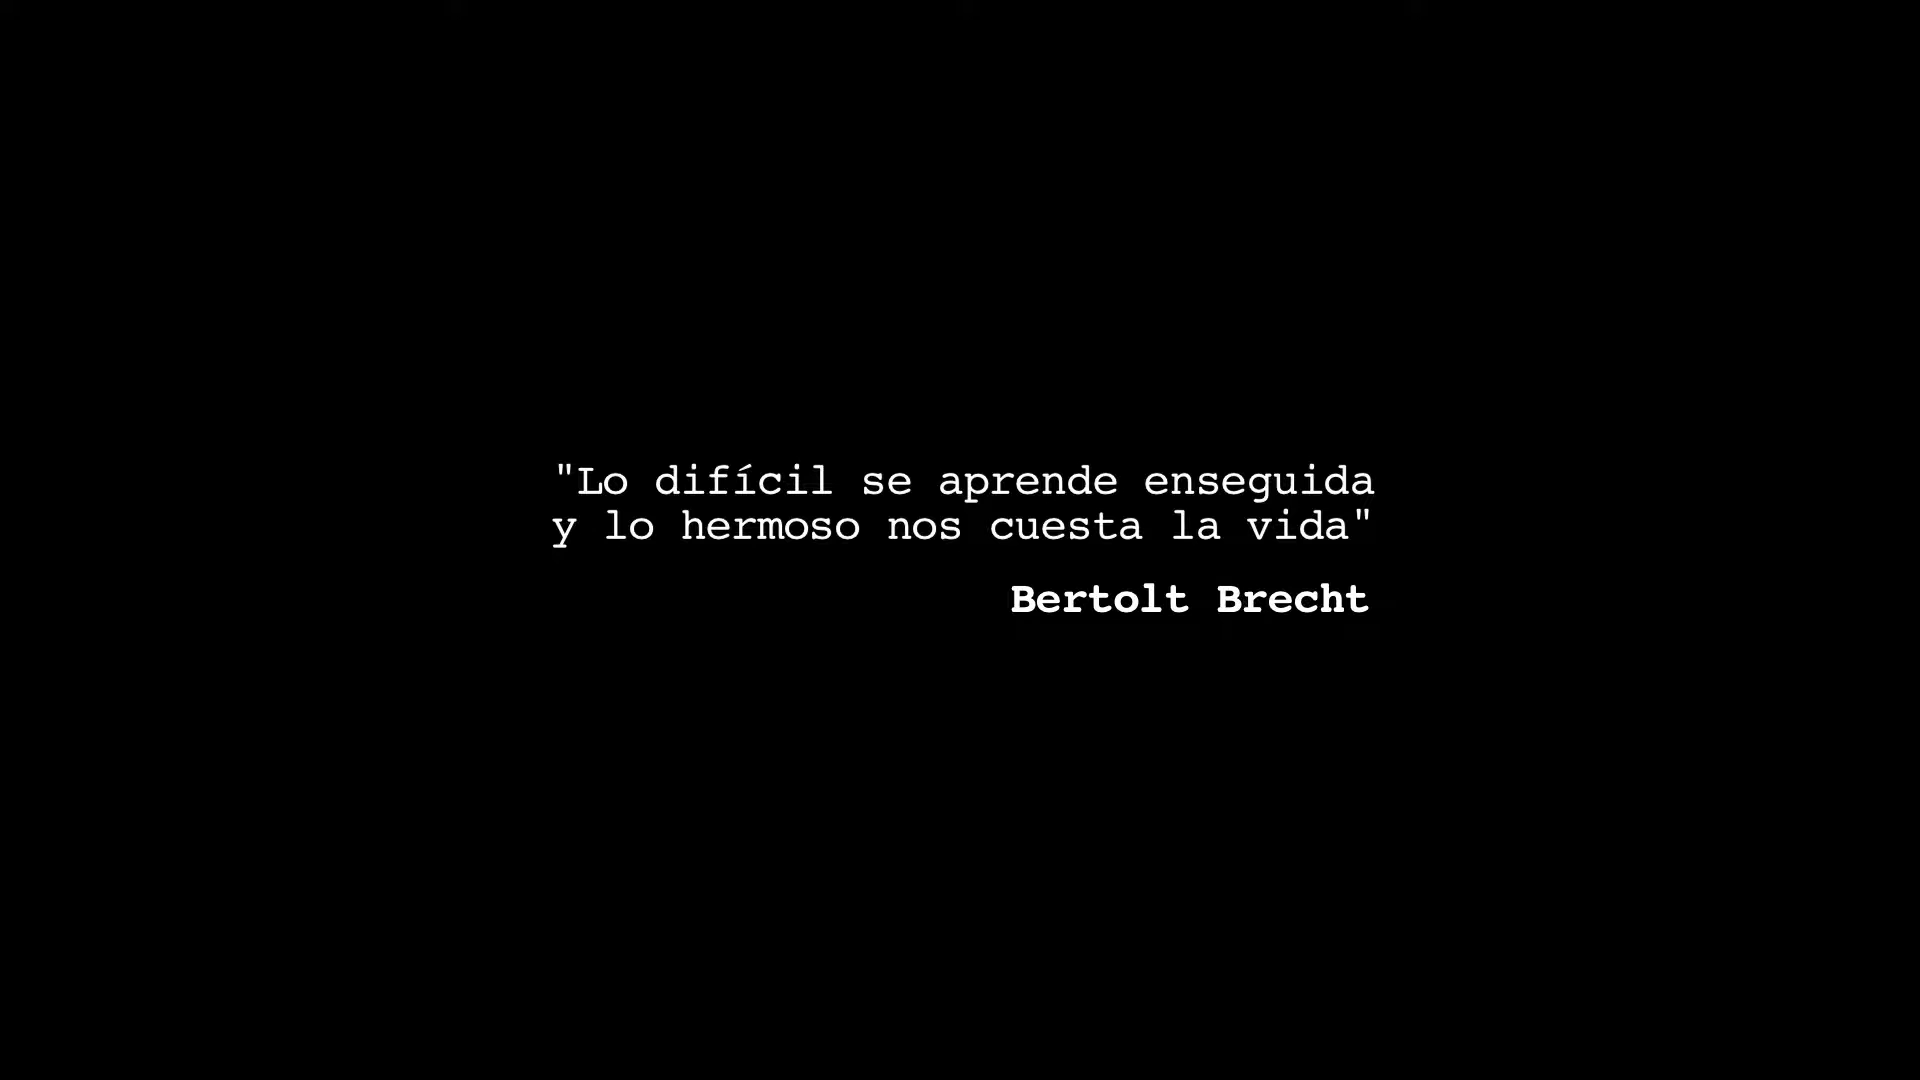 "Lo difícil se aprende enseguida
y lo hermoso nos cuesta la vida"
Bertolt Brecht